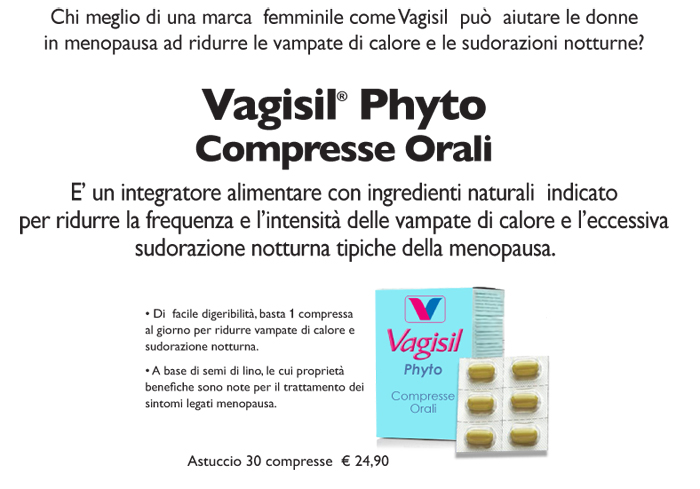 Chi meglio di una marca femminile come Vagisil può aiutare le donne
in menopausa ad ridurre le vampate di calore e le sudorazioni notturne?
Vagisil® Phyto
Compresse Orali
E' un integratore alimentare con ingredienti naturali indicato
per ridurre la frequenza e l'intensità delle vampate di calore e l'eccessiva
sudorazione notturna tipiche della menopausa.
• Di facile digeribilità, basta 1 compressa
al giorno per ridurre vampate di calore e
sudorazione notturna.
• A base di semi di lino, le cui proprietà
benefiche sono note per il trattamento dei
sintomi legati menopausa.
Vagisil
Phyto
Compresse
Orali
Astuccio 30 compresse € 24,90